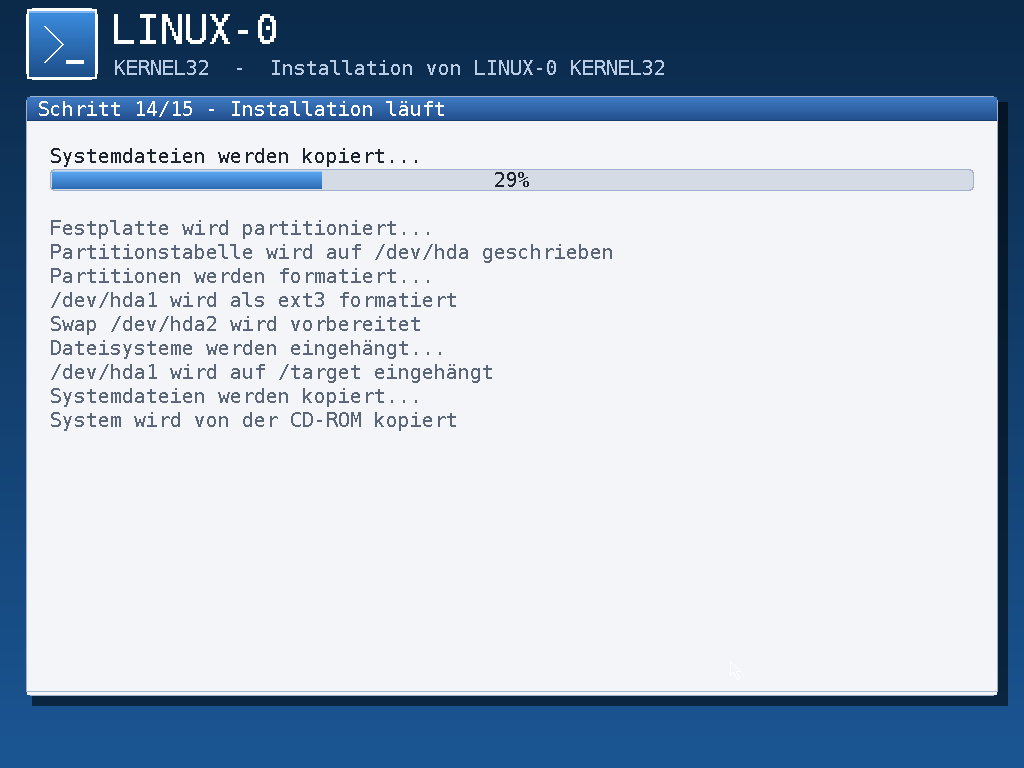 LINUX-0
KERNEL32  -  Installation von LINUX-0 KERNEL32
Schritt 14/15 - Installation läuft
Systemdateien werden kopiert...
29%
Festplatte wird partitioniert...
Partitionstabelle wird auf /dev/hda geschrieben
Partitionen werden formatiert...
/dev/hda1 wird als ext3 formatiert
Swap /dev/hda2 wird vorbereitet
Dateisysteme werden eingehängt...
/dev/hda1 wird auf /target eingehängt
Systemdateien werden kopiert...
System wird von der CD-ROM kopiert